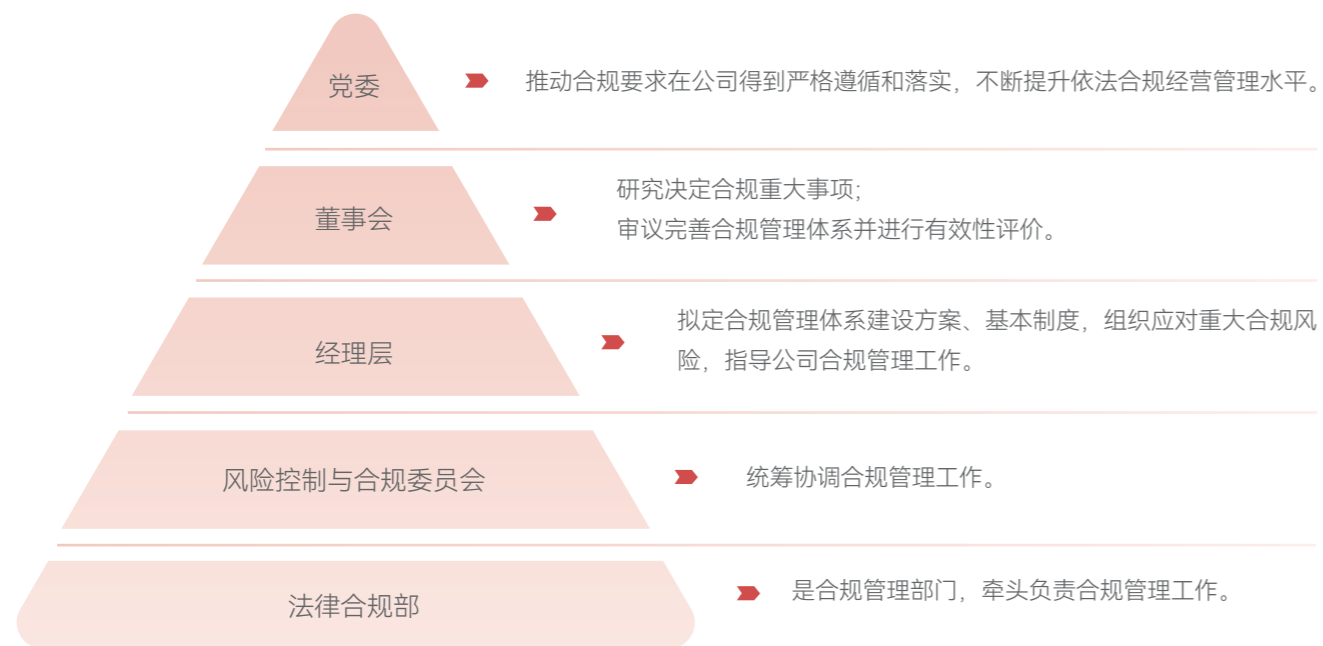 党委
推动合规要求在公司得到严格遵循和落实，不断提升依法合规经营管理水平。
董事会
研究决定合规重大事项；
审议完善合规管理体系并进行有效性评价。
经理层
拟定合规管理体系建设方案、基本制度，组织应对重大合规风
险，指导公司合规管理工作。
风险控制与合规委员会
统筹协调合规管理工作。
法律合规部
是合规管理部门，牵头负责合规管理工作。